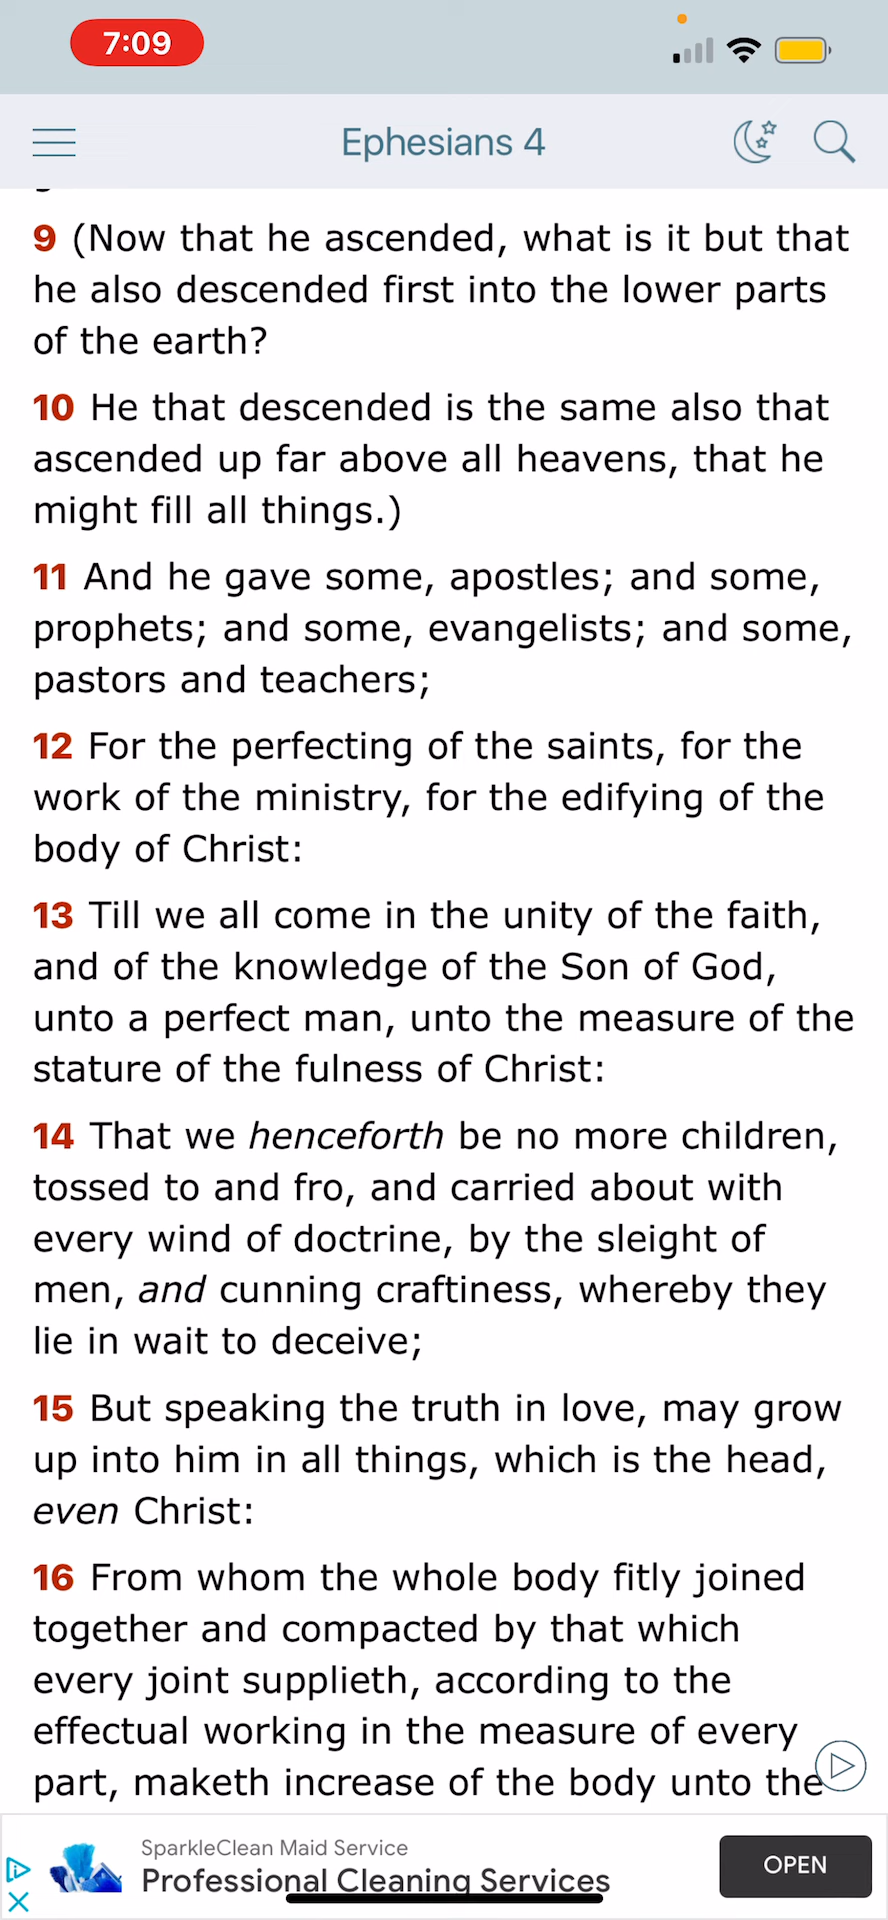 7:09
Ephesians 4
9 (Now that he ascended, what is it but that
he also descended first into the lower parts
of the earth?
10 He that descended is the same also that
ascended up far above all heavens, that he
might fill all things.)
11 And he gave some, apostles; and some,
prophets; and some, evangelists; and some,
pastors and teachers;
12 For the perfecting of the saints, for the
work of the ministry, for the edifying of the
body of Christ:
13 Till we all come in the unity of the faith,
and of the knowledge of the Son of God,
unto a perfect man, unto the measure of the
stature of the fulness of Christ:
14 That we henceforth be no more children,
tossed to and fro, and carried about with
every wind of doctrine, by the sleight of
men, and cunning craftiness, whereby they
lie in wait to deceive;
15 But speaking the truth in love, may grow
up into him in all things, which is the head,
even Christ:
16 From whom the whole body fitly joined
together and compacted by that which
every joint supplieth, according to the
effectual working in the measure of every
part, maketh increase of the body unto the
SparkleClean Maid Service
Professional Cleaning Services
OPEN